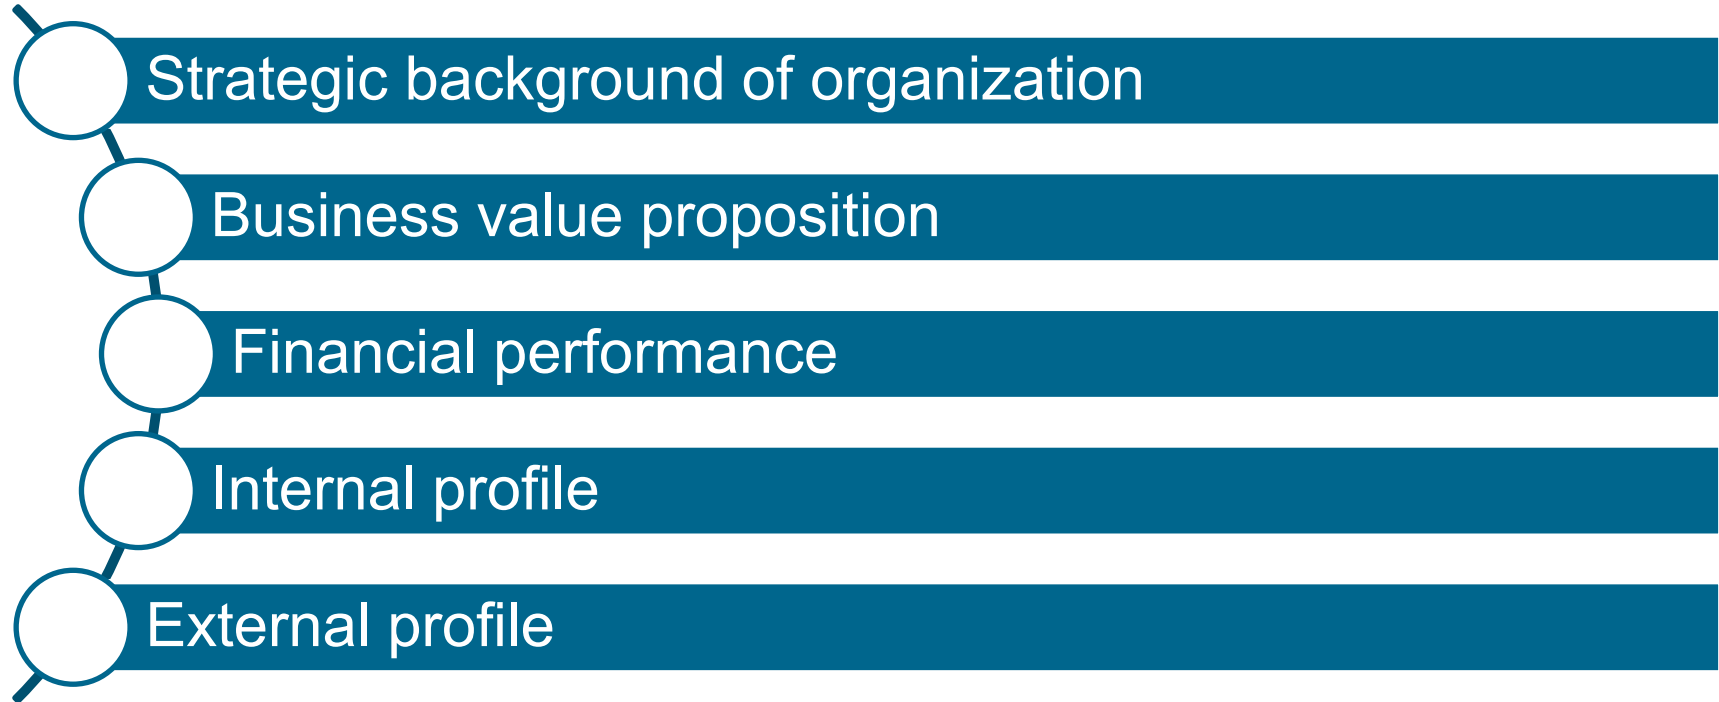 Strategic background of organization
Business value proposition
Financial performance
Internal profile
External profile